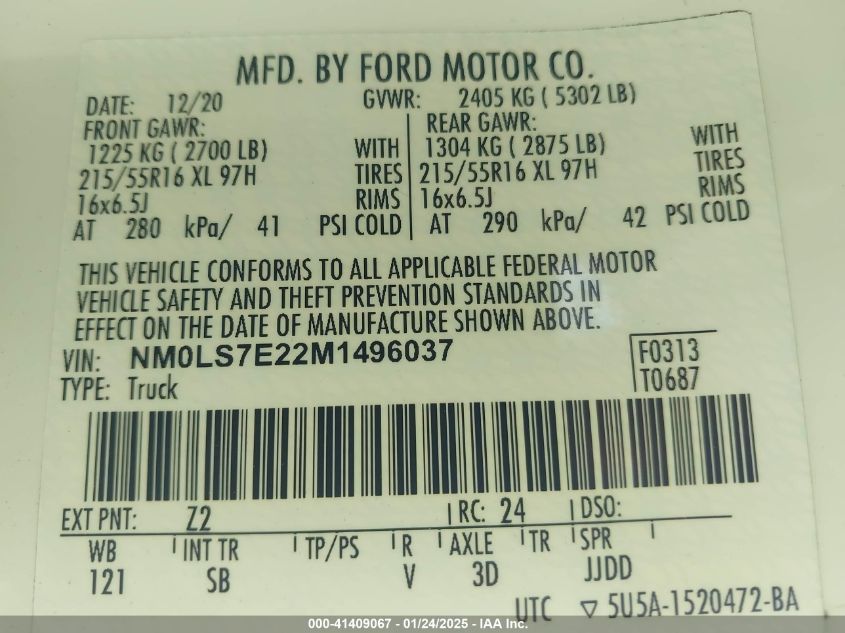 MFD. BY FORD MOTOR CO.
DATE: 12/20 GVWR: 2405 KG ( 5302 LB)
FRONT GAWR: REAR GAWR:
1225 KG ( 2700 LB) WITH 1304 KG ( 2875 LB) WITH
215/55R16 XL 97H TIRES 215/55R16 XL 97H TIRES
16x6.5J RIMS 16x6.5J RIMS
AT 280 kPa/ 41 PSI COLD AT 290 kPa/ 42 PSI COLD
THIS VEHICLE CONFORMS TO ALL APPLICABLE FEDERAL MOTOR
VEHICLE SAFETY AND THEFT PREVENTION STANDARDS IN
EFFECT ON THE DATE OF MANUFACTURE SHOWN ABOVE.
VIN: NM0LS7E22M1496037 F0313
TYPE: Truck T0687
EXT PNT: Z2 RC: 24 DSO:
WB INT TR TP/PS R AXLE TR SPR
121 SB V 3D JJDD
UTC ▽ 5U5A-1520472-BA
000-41409067 - 01/24/2025 - Copyright © 2025 IAA, Inc.